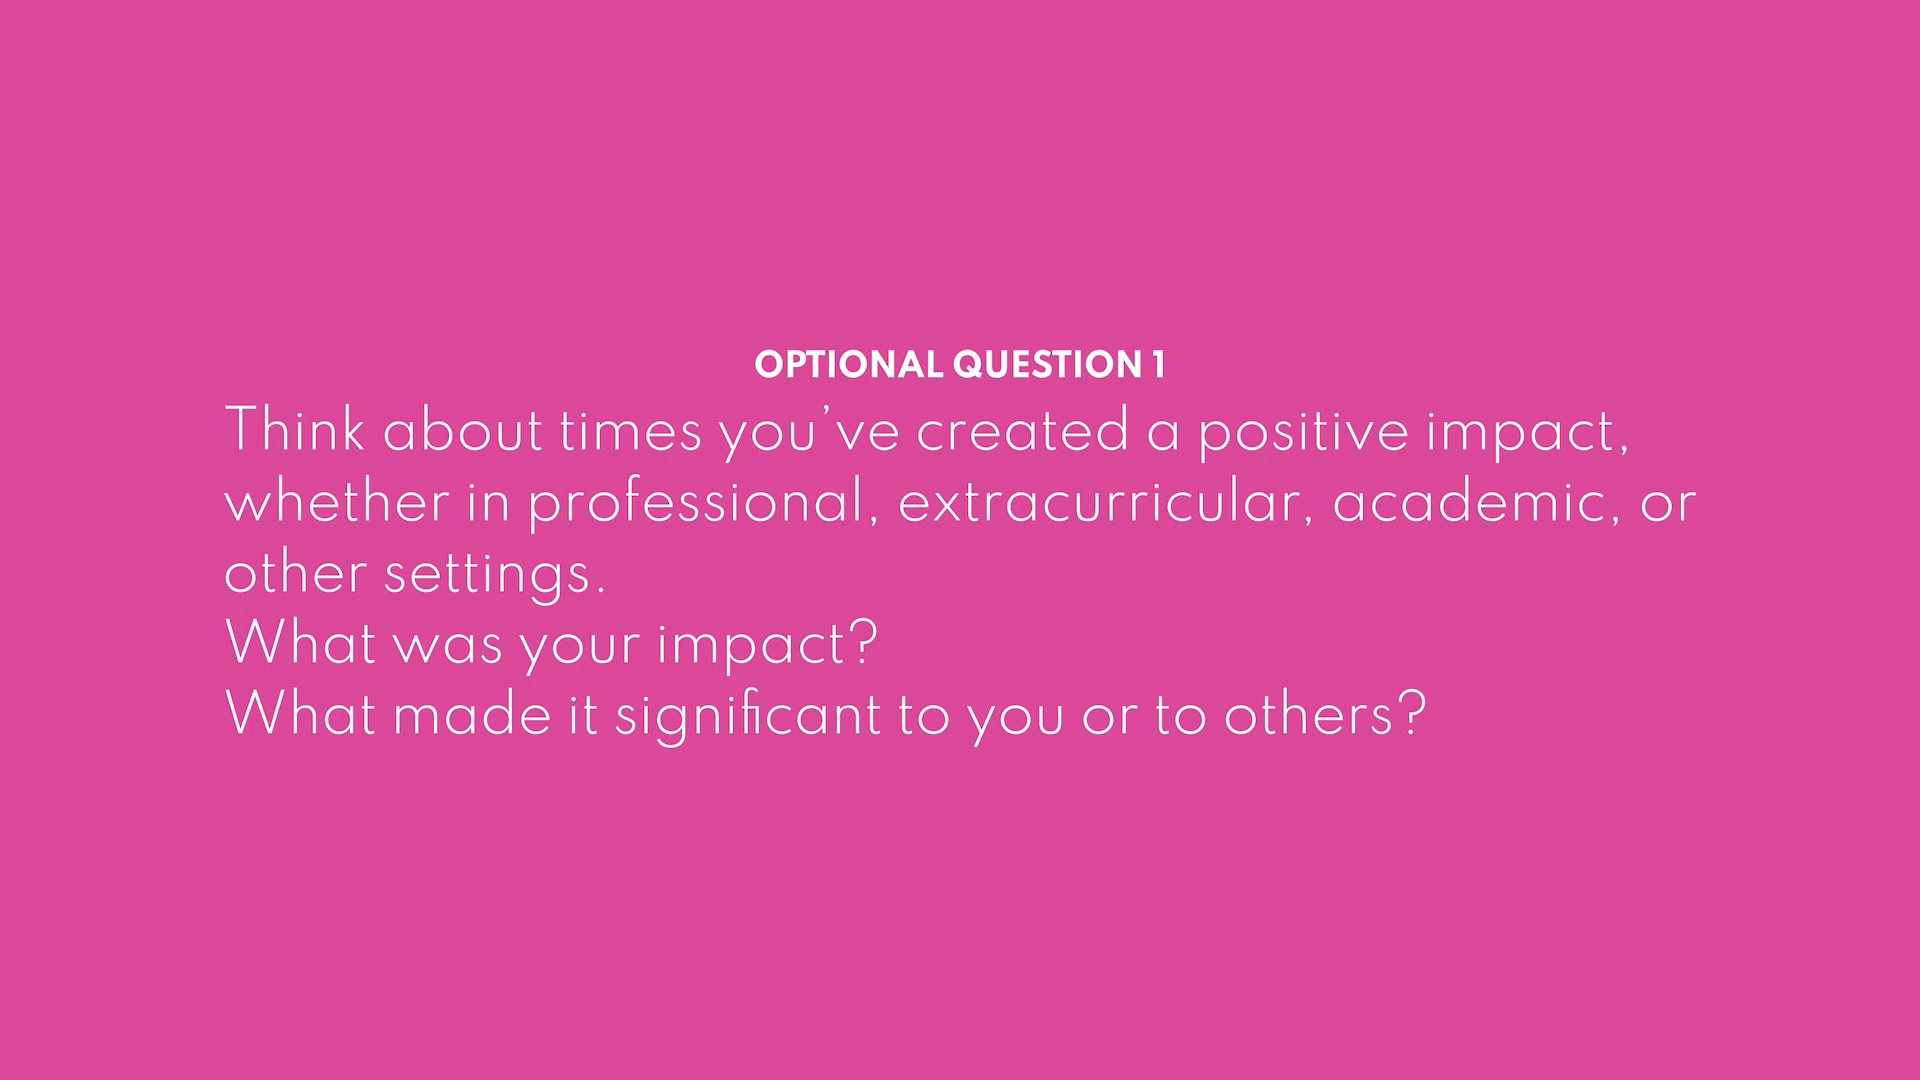 OPTIONAL QUESTION 1
Think about times you’ve created a positive impact,
whether in professional, extracurricular, academic, or
other settings.
What was your impact?
What made it significant to you or to others?